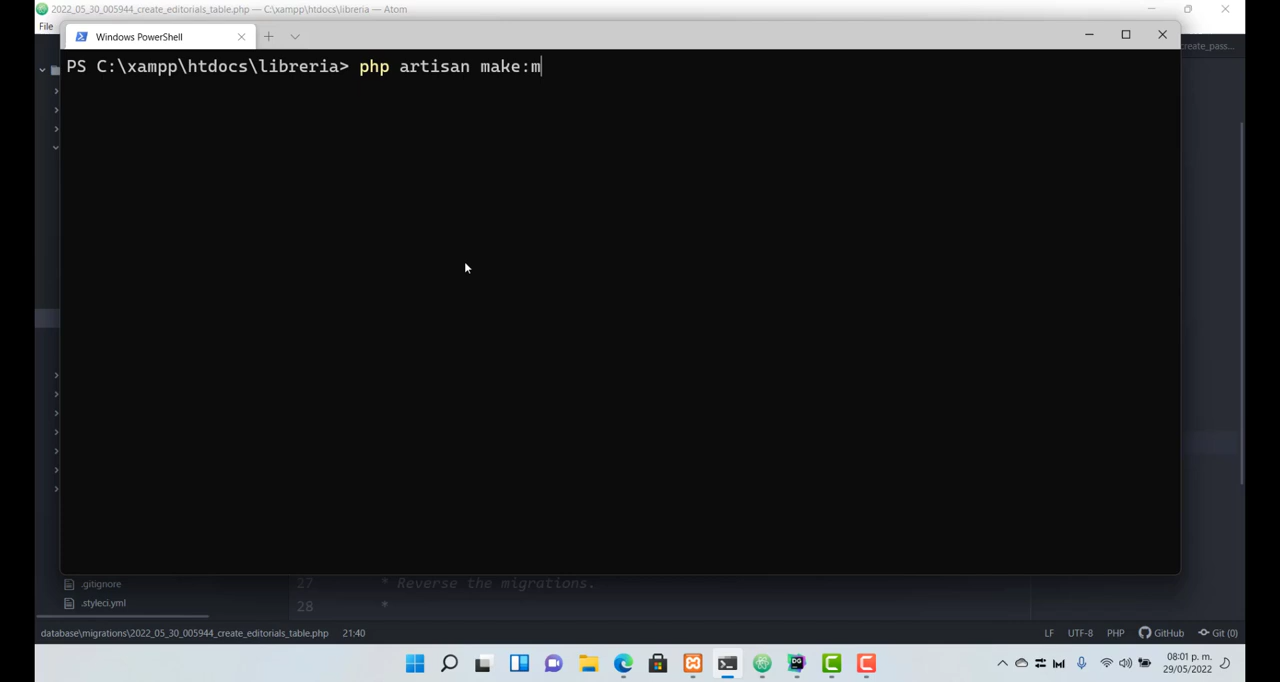 2022_05_30_005944_create_editorials_table.php — C:\xampp\htdocs\libreria — Atom
File
Windows PowerShell
create_pass...
PS C:\xampp\htdocs\libreria> php artisan make:m
.gitignore
27 * Reverse the migrations.
.styleci.yml
28 *
database\migrations\2022_05_30_005944_create_editorials_table.php 21:40 LF UTF-8 PHP GitHub Git (0)
08:01 p. m.
29/05/2022